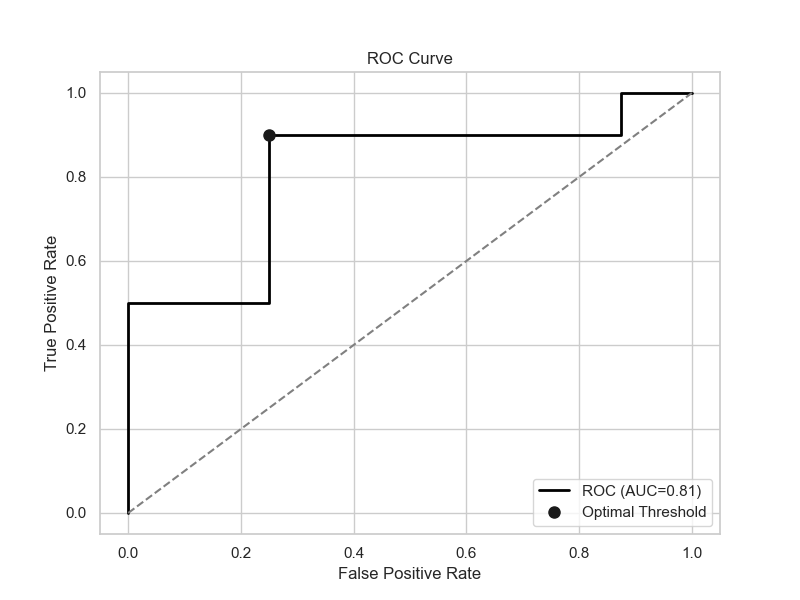 ROC Curve
True Positive Rate
1.0
0.8
0.6
0.4
0.2
0.0
0.0 0.2 0.4 0.6 0.8 1.0
False Positive Rate
ROC (AUC=0.81)
Optimal Threshold